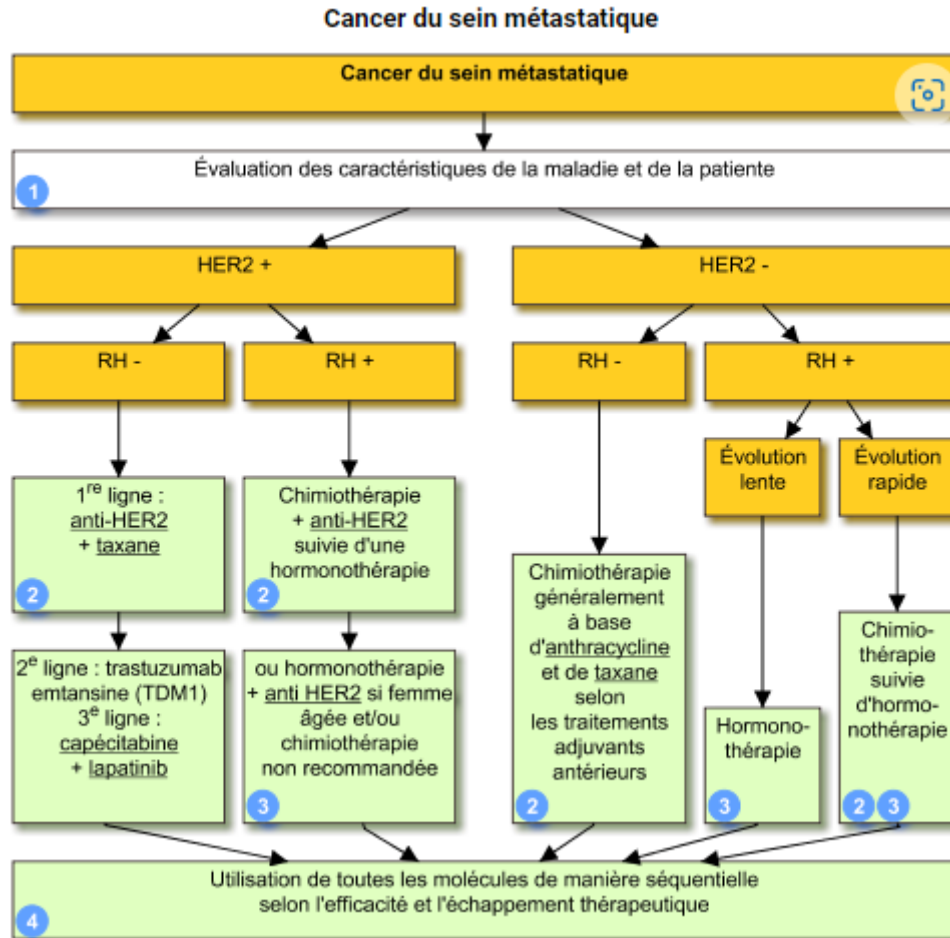 Cancer du sein métastatique
Cancer du sein métastatique
Évaluation des caractéristiques de la maladie et de la patiente
1
HER2 +
HER2 -
RH -
RH +
RH -
RH +
Évolution
lente
Évolution
rapide
1re ligne :
anti-HER2
+ taxane
2
Chimiothérapie
+ anti-HER2
suivie d'une
hormonothérapie
2
2e ligne : trastuzumab
emtansine (TDM1)
3e ligne :
capécitabine
+ lapatinib
ou hormonothérapie
+ anti HER2 si femme
âgée et/ou
chimiothérapie
non recommandée
3
Chimiothérapie
généralement
à base
d'anthracycline
et de taxane
selon
les traitements
adjuvants
antérieurs
2
Hormono-
thérapie
3
Chimio-
thérapie
suivie
d'hormo-
nothérapie
2 3
Utilisation de toutes les molécules de manière séquentielle
selon l'efficacité et l'échappement thérapeutique
4